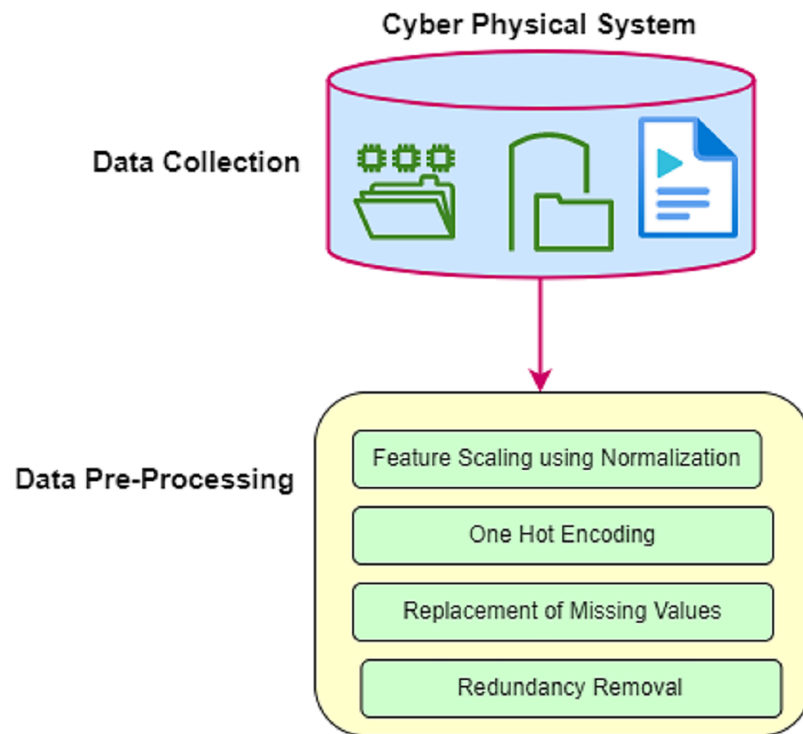 Cyber Physical System
Data Collection
Data Pre-Processing
Feature Scaling using Normalization
One Hot Encoding
Replacement of Missing Values
Redundancy Removal